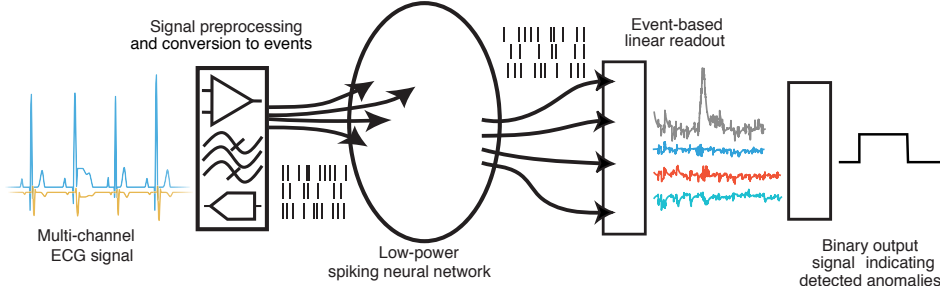 Signal preprocessing
and conversion to events
Event-based
linear readout
Multi-channel
ECG signal
Low-power
spiking neural network
Binary output
signal indicating
detected anomalies